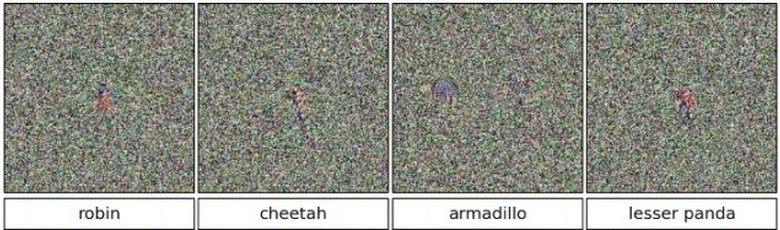 robin
cheetah
armadillo
lesser panda